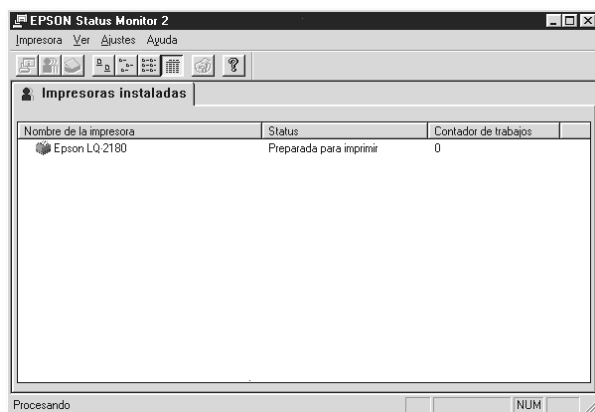 EPSON Status Monitor 2
Impresora Ver Ajustes Ayuda
Impresoras instaladas
Nombre de la impresora Status Contador de trabajos
Epson LQ-2180 Preparada para imprimir 0
Procesando NUM